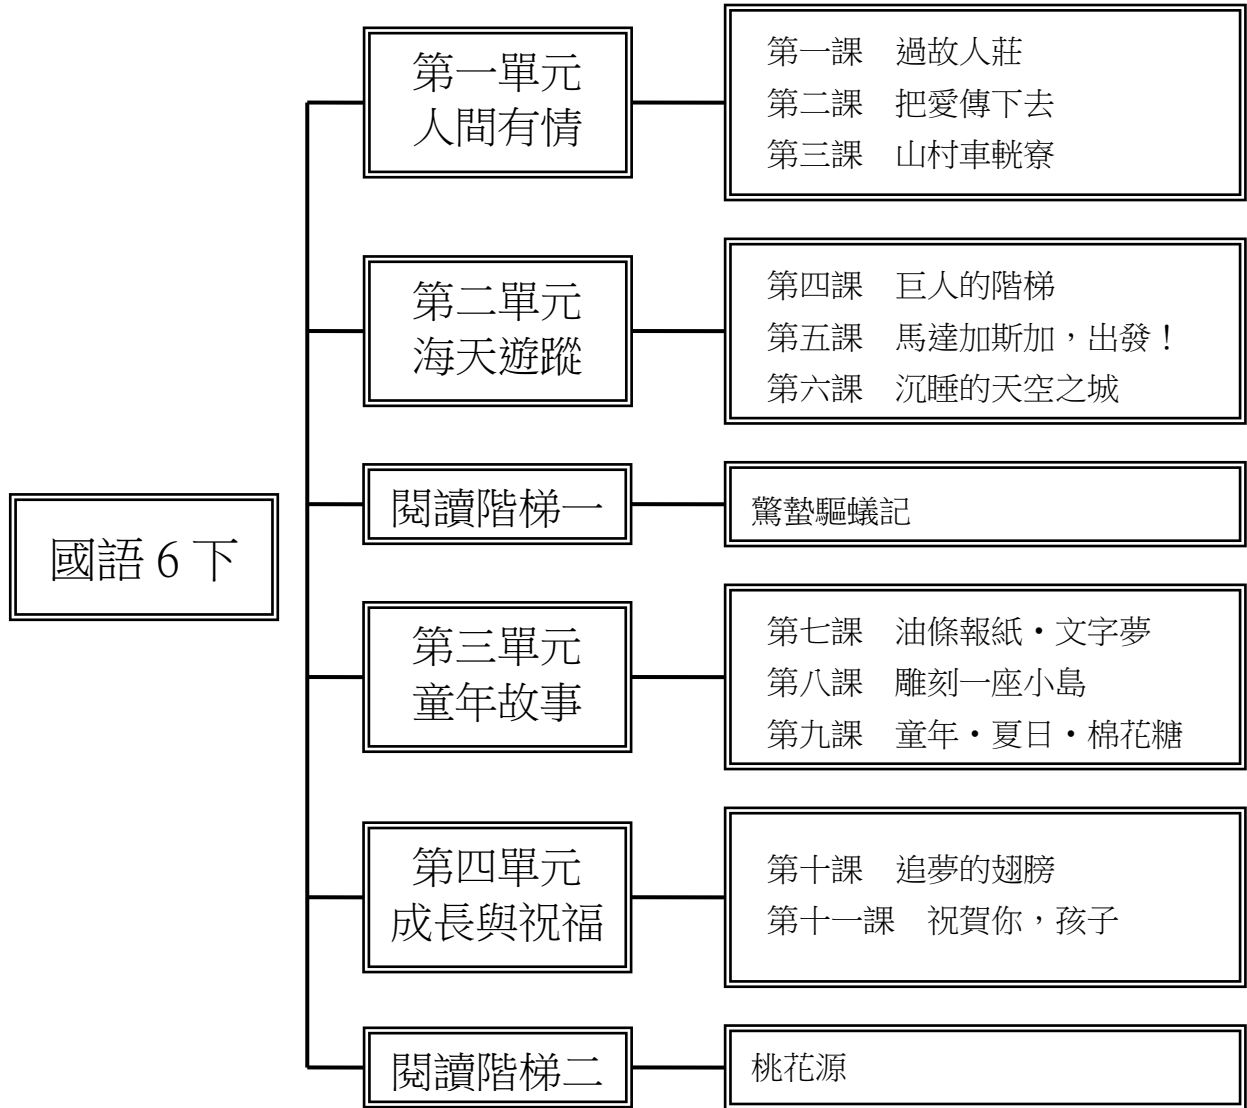 國語 6 下
第一單元
人間有情
第一課　過故人莊
第二課　把愛傳下去
第三課　山村車輄寮
第二單元
海天遊蹤
第四課　巨人的階梯
第五課　馬達加斯加，出發！
第六課　沉睡的天空之城
閱讀階梯一
驚蟄驅蟻記
第三單元
童年故事
第七課　油條報紙・文字夢
第八課　雕刻一座小島
第九課　童年・夏日・棉花糖
第四單元
成長與祝福
第十課　追夢的翅膀
第十一課　祝賀你，孩子
閱讀階梯二
桃花源